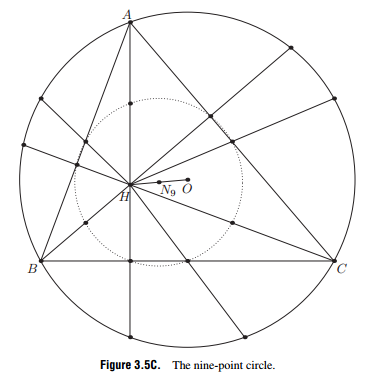 A
H
N₉ O
B
C
Figure 3.5C. The nine-point circle.